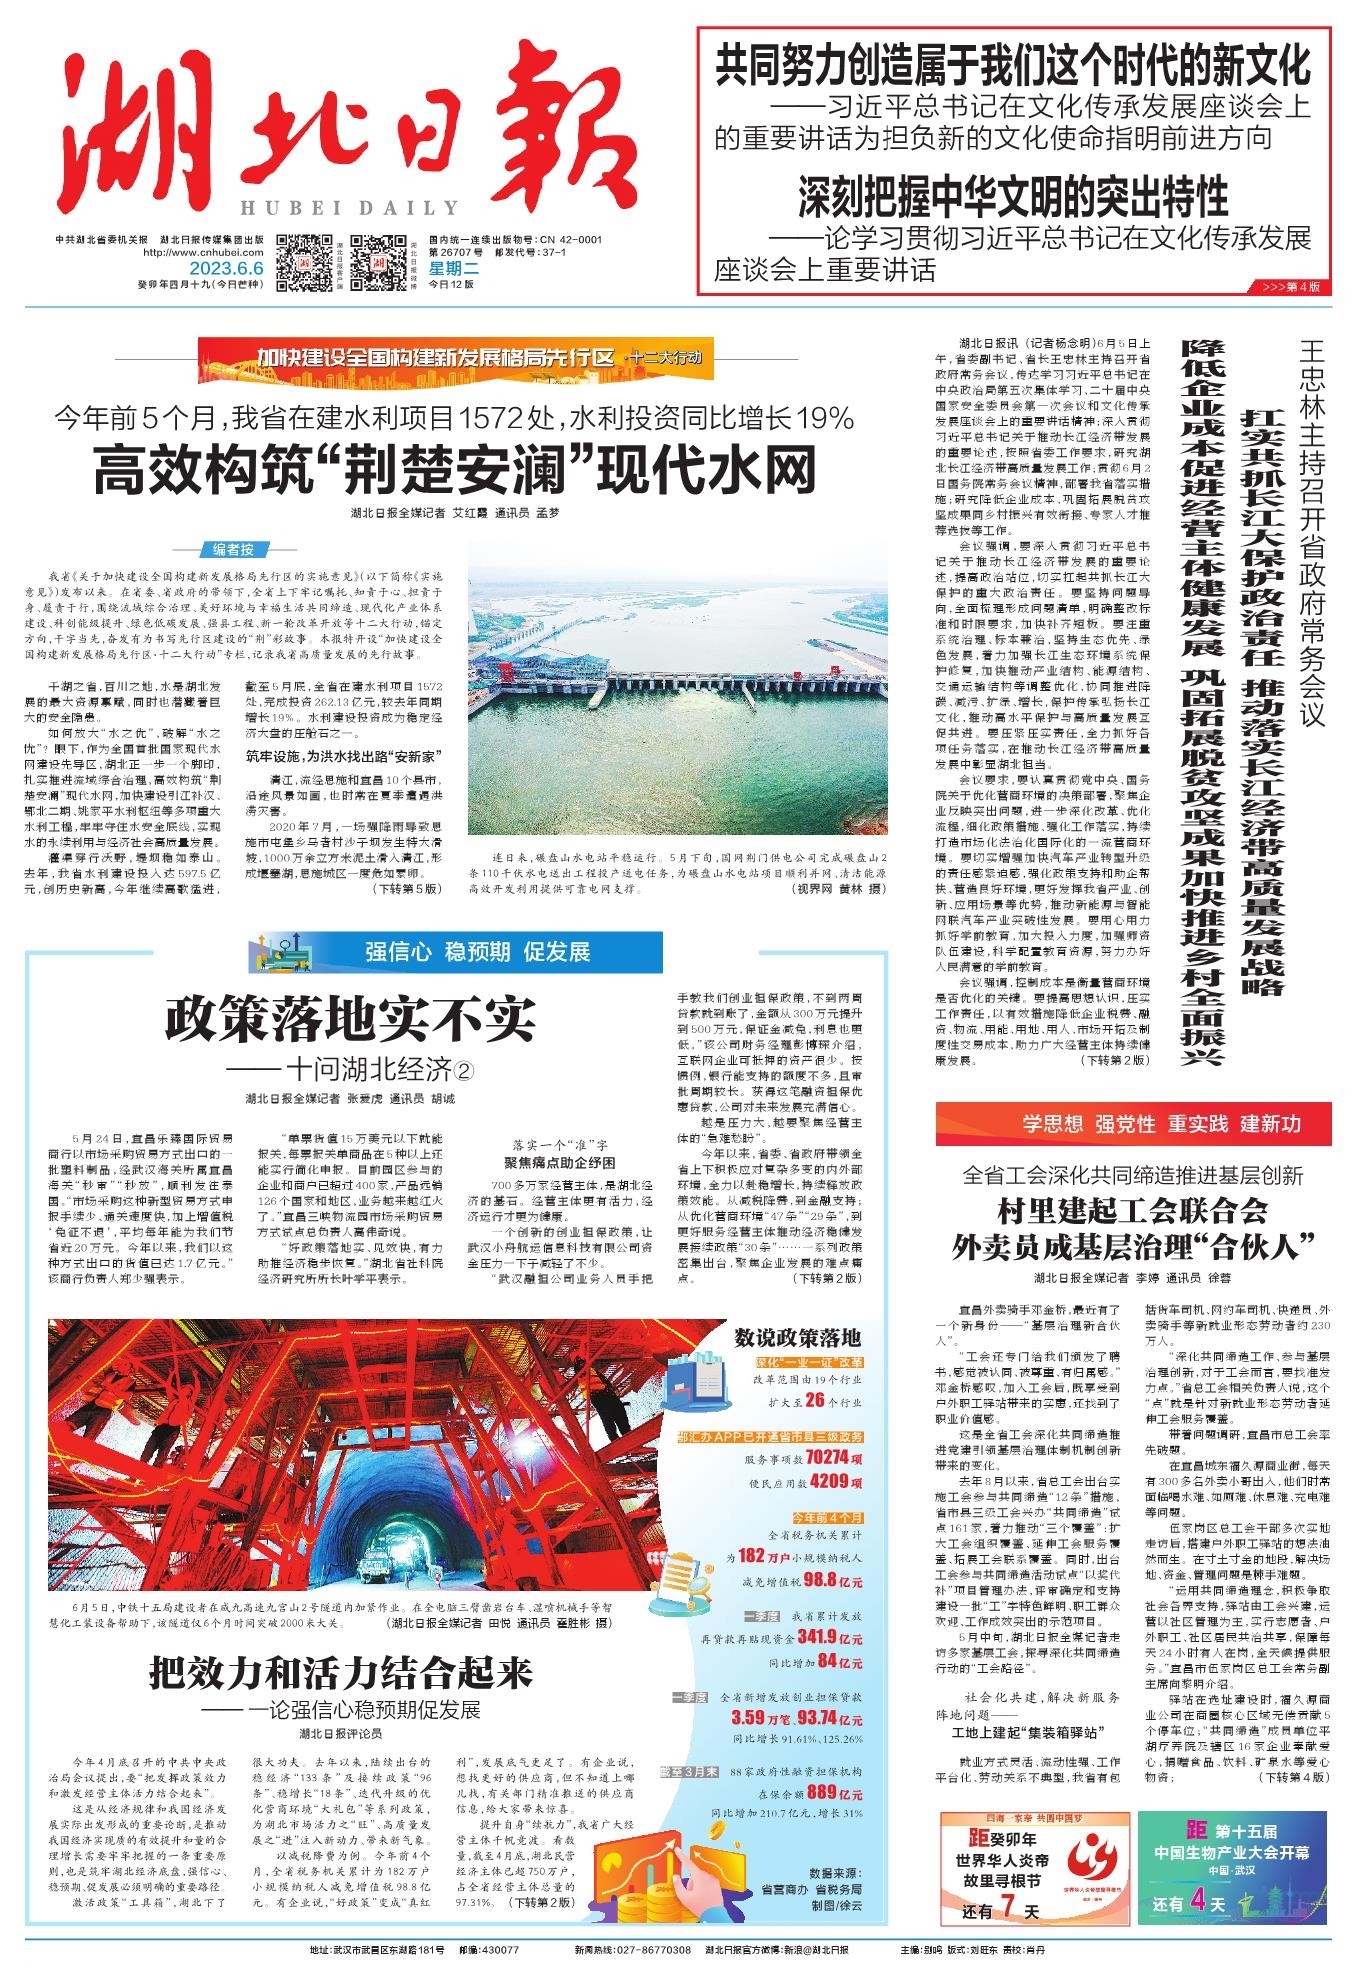 湖北日報
HUBEI DAILY
中共湖北省委机关报 湖北日报传媒集团出版
http://www.cnhubei.com
2023.6.6
癸卯年四月十九(今日芒种)
湖北日报客户端
湖北日报微博
国内统一连续出版物号:CN 42-0001
第26707号 邮发代号:37-1
星期二
今日12版
共同努力创造属于我们这个时代的新文化
——习近平总书记在文化传承发展座谈会上
的重要讲话为担负新的文化使命指明前进方向
深刻把握中华文明的突出特性
——论学习贯彻习近平总书记在文化传承发展
座谈会上重要讲话
>>>第4版
加快建设全国构建新发展格局先行区·十二大行动
今年前5个月,我省在建水利项目1572处,水利投资同比增长19%
高效构筑“荆楚安澜”现代水网
湖北日报全媒记者 艾红霞 通讯员 孟梦
编者按
我省《关于加快建设全国构建新发展格局先行区的实施意见》(以下简称《实施
意见》)发布以来。在省委、省政府的带领下,全省上下牢记嘱托、知责于心、担责于
身、履责于行,围绕流域综合治理、美好环境与幸福生活共同缔造、现代化产业体系
建设、科创能级提升、绿色低碳发展、强县工程、新一轮改革开放等十二大行动,锚定
方向,干字当先,奋发有为书写先行区建设的“荆”彩故事。本报特开设“加快建设全
国构建新发展格局先行区·十二大行动”专栏,记录我省高质量发展的先行故事。
千湖之省,百川之地,水是湖北发
展的最大资源禀赋,同时也潜藏着巨
大的安全隐患。
如何放大“水之优”,破解“水之
忧”?眼下,作为全国首批国家现代水
网建设先导区,湖北正一步一个脚印,
扎实推进流域综合治理,高效构筑“荆
楚安澜”现代水网,加快建设引江补汉、
鄂北二期、姚家平水利枢纽等多项重大
水利工程,牢牢守住水安全底线,实现
水的永续利用与经济社会高质量发展。
灌渠穿行沃野,堤坝稳如泰山。
去年,我省水利建设投入达597.5亿
元,创历史新高,今年继续高歌猛进,
截至5月底,全省在建水利项目1572
处,完成投资262.13亿元,较去年同期
增长19%。水利建设投资成为稳定经
济大盘的压舱石之一。
筑牢设施,为洪水找出路“安新家”
清江,流经恩施和宜昌10个县市,
沿途风景如画,也时常在夏季遭遇洪
涝灾害。
2020年7月,一场强降雨导致恩
施市屯堡乡马者村沙子坝发生特大滑
坡,1000万余立方米泥土滑入清江,形
成堰塞湖,恩施城区一度危如累卵。
(下转第5版)
连日来,碾盘山水电站平稳运行。5月下旬,国网荆门供电公司完成碾盘山2
条110千伏水电送出工程投产送电任务,为碾盘山水电站项目顺利并网、清洁能源
高效开发利用提供可靠电网支撑。 (视界网 黄林 摄)
王忠林主持召开省政府常务会议
扛实共抓长江大保护政治责任 推动落实长江经济带高质量发展战略
降低企业成本促进经营主体健康发展 巩固拓展脱贫攻坚成果加快推进乡村全面振兴
湖北日报讯 (记者杨念明)6月5日上
午,省委副书记、省长王忠林主持召开省
政府常务会议,传达学习习近平总书记在
中央政治局第五次集体学习、二十届中央
国家安全委员会第一次会议和文化传承
发展座谈会上的重要讲话精神;深入贯彻
习近平总书记关于推动长江经济带发展
的重要论述,按照省委工作要求,研究湖
北长江经济带高质量发展工作;贯彻6月2
日国务院常务会议精神,部署我省落实措
施;研究降低企业成本、巩固拓展脱贫攻
坚成果同乡村振兴有效衔接、专家人才推
荐选拔等工作。
会议强调,要深入贯彻习近平总书
记关于推动长江经济带发展的重要论
述,提高政治站位,切实扛起共抓长江大
保护的重大政治责任。要坚持问题导
向,全面梳理形成问题清单,明确整改标
准和时限要求,加快补齐短板。要注重
系统治理、标本兼治,坚持生态优先、绿
色发展,着力加强长江生态环境系统保
护修复,加快推动产业结构、能源结构、
交通运输结构等调整优化,协同推进降
碳、减污、扩绿、增长,保护传承弘扬长江
文化,推动高水平保护与高质量发展互
促共进。要压紧压实责任,全力抓好各
项任务落实,在推动长江经济带高质量
发展中彰显湖北担当。
会议要求,要认真贯彻党中央、国务
院关于优化营商环境的决策部署,聚焦企
业反映突出问题,进一步深化改革、优化
流程,细化政策措施、强化工作落实,持续
打造市场化法治化国际化的一流营商环
境。要切实增强加快汽车产业转型升级
的责任感紧迫感,强化政策支持和助企帮
扶、营造良好环境,更好发挥我省产业、创
新、应用场景等优势,推动新能源与智能
网联汽车产业突破性发展。要用心用力
抓好学前教育,加大投入力度,加强师资
队伍建设,科学配置教育资源,努力办好
人民满意的学前教育。
会议强调,控制成本是衡量营商环境
是否优化的关键。要提高思想认识,压实
工作责任,以有效措施降低企业税费、融
资、物流、用能、用地、用人、市场开拓及制
度性交易成本,助力广大经营主体持续健
康发展。 (下转第2版)
强信心 稳预期 促发展
政策落地实不实
——十问湖北经济②
湖北日报全媒记者 张爱虎 通讯员 胡诚
5月24日,宜昌乐臻国际贸易
商行以市场采购贸易方式出口的一
批塑料制品,经武汉海关所属宜昌
海关“秒审”“秒放”,顺利发往泰
国。“市场采购这种新型贸易方式申
报手续少、通关速度快,加上增值税
‘免征不退’,平均每年能为我们节
省近20万元。今年以来,我们以这
种方式出口的货值已达1.7亿元。”
该商行负责人郑少强表示。
“单票货值15万美元以下就能
报关,每票报关单商品在5种以上还
能实行简化申报。目前园区参与的
企业和商户已超过400家,产品远销
126个国家和地区,业务越来越红火
了。”宜昌三峡物流园市场采购贸易
方式试点总负责人高伟奇说。
“好政策落地实、见效快,有力
助推经济稳步恢复。”湖北省社科院
经济研究所所长叶学平表示。
落实一个“准”字
聚焦痛点助企纾困
700多万家经营主体,是湖北经
济的基石。经营主体更有活力,经
济运行才更为健康。
一个创新的创业担保政策,让
武汉小舟航运信息科技有限公司资
金压力一下子减轻了不少。
“武汉融担公司业务人员手把
手教我们创业担保政策,不到两周
贷款就到账了,金额从300万元提升
到500万元,保证金减免,利息也更
低。”该公司财务经理彭博琛介绍,
互联网企业可抵押的资产很少。按
惯例,银行能支持的额度不多,且审
批周期较长。获得这笔融资担保优
惠贷款,公司对未来发展充满信心。
越是压力大,越要聚焦经营主
体的“急难愁盼”。
今年以来,省委、省政府带领全
省上下积极应对复杂多变的内外部
环境,全力以赴稳增长,持续释放政
策效能。从减税降费,到金融支持;
从优化营商环境“47条”“29条”,到
更好服务经营主体推动经济稳健发
展接续政策“30条”……一系列政策
密集出台,聚焦企业发展的难点痛
点。 (下转第2版)
6月5日,中铁十五局建设者在咸九高速九宫山2号隧道内加紧作业。在全电脑三臂凿岩台车、湿喷机械手等智
慧化工装设备帮助下,该隧道仅6个月时间突破2000米大关。 (湖北日报全媒记者 田悦 通讯员 翟胜彬 摄)
数说政策落地
深化“一业一证”改革
改革范围由19个行业
扩大至26个行业
鄂汇办APP已开通省市县三级政务
服务事项数70274项
便民应用数4209项
今年前4个月
全省税务机关累计
为182万户小规模纳税人
减免增值税98.8亿元
一季度 我省累计发放
再贷款再贴现资金341.9亿元
同比增加84亿元
一季度 全省新增发放创业担保贷款
3.59万笔、93.74亿元
同比增长91.61%、125.26%
截至3月末 88家政府性融资担保机构
在保余额889亿元
同比增加210.7亿元,增长31%
数据来源:
省营商办 省税务局
制图/徐云
把效力和活力结合起来
——一论强信心稳预期促发展
湖北日报评论员
今年4月底召开的中共中央政
治局会议提出,要“把发挥政策效力
和激发经营主体活力结合起来”。
这是从经济规律和我国经济发
展实际出发形成的重要论断,是推动
我国经济实现质的有效提升和量的合
理增长需要牢牢把握的一条重要原
则,也是筑牢湖北经济底盘,强信心、
稳预期、促发展必须明确的重要路径。
激活政策“工具箱”,湖北下了
很大功夫。去年以来,陆续出台的
稳经济“133条”及接续政策“96
条”、稳增长“18条”、迭代升级的优
化营商环境“大礼包”等系列政策,
为湖北市场活力之“旺”、高质量发
展之“进”注入新动力、带来新气象。
以减税降费为例。今年前4个
月,全省税务机关累计为182万户
小规模纳税人减免增值税98.8亿
元。有企业说,“好政策”变成“真红
利”,发展底气更足了。有企业说,
想找更好的供应商,但不知道上哪
儿找,有关部门精准推送的供应商
信息,给大家带来惊喜。
提升自身“续航力”,我省广大经
营主体千帆竞渡。看数
量,截至4月底,湖北民营
经济主体已超750万户,
占全省经营主体总量的
97.31%。(下转第2版)
学思想 强党性 重实践 建新功
全省工会深化共同缔造推进基层创新
村里建起工会联合会
外卖员成基层治理“合伙人”
湖北日报全媒记者 李婷 通讯员 徐蓉
宜昌外卖骑手邓金桥,最近有了
一个新身份——“基层治理新合伙
人”。
“工会还专门给我们颁发了聘
书,感觉被认同、被尊重、有归属感。”
邓金桥感叹,加入工会后,既享受到
户外职工驿站带来的实惠,还找到了
职业价值感。
这是全省工会深化共同缔造推
进党建引领基层治理体制机制创新
带来的变化。
去年8月以来,省总工会出台实
施工会参与共同缔造“12条”措施,
省市县三级工会兴办“共同缔造”试
点161家,着力推动“三个覆盖”:扩
大工会组织覆盖、延伸工会服务覆
盖、拓展工会联系覆盖。同时,出台
工会参与共同缔造活动试点“以奖代
补”项目管理办法,评审确定和支持
建设一批“工”字特色鲜明、职工群众
欢迎、工作成效突出的示范项目。
5月中旬,湖北日报全媒记者走
访多家基层工会,探寻深化共同缔造
行动的“工会路径”。
社会化共建,解决新服务
阵地问题——
工地上建起“集装箱驿站”
就业方式灵活、流动性强、工作
平台化、劳动关系不典型,我省有包
括货车司机、网约车司机、快递员、外
卖骑手等新就业形态劳动者约230
万人。
“深化共同缔造工作、参与基层
治理创新,对于工会而言,要找准发
力点。”省总工会相关负责人说,这个
“点”就是针对新就业形态劳动者延
伸工会服务覆盖。
带着问题调研,宜昌市总工会率
先破题。
在宜昌城东福久源商业街,每天
有300多名外卖小哥出入,他们时常
面临喝水难、如厕难、休息难、充电难
等问题。
伍家岗区总工会干部多次实地
走访后,搭建户外职工驿站的想法油
然而生。在寸土寸金的地段,解决场
地、资金、管理问题是棘手难题。
“运用共同缔造理念,积极争取
社会各界支持,驿站由工会兴建,运
营以社区管理为主,实行志愿者、户
外职工、社区居民共治共享,保障每
天24小时有人在岗,全天候提供服
务。”宜昌市伍家岗区总工会常务副
主席向黎明介绍。
驿站在选址建设时,福久源商
业公司在商圈核心区域无偿贡献5
个停车位;“共同缔造”成员单位平
湖疗养院及辖区16家企业奉献爱
心,捐赠食品、饮料、矿泉水等爱心
物资; (下转第4版)
四海一家亲 共圆中国梦
距癸卯年
世界华人炎帝
故里寻根节
还有7天
世界华人炎帝故里寻根节
距 第十五届
中国生物产业大会开幕
中国·武汉
还有4天
地址:武汉市武昌区东湖路181号 邮编:430077 新闻热线:027-86770308 湖北日报官方微博:新浪@湖北日报 主编:别鸣 版式:刘旺东 责校:肖丹